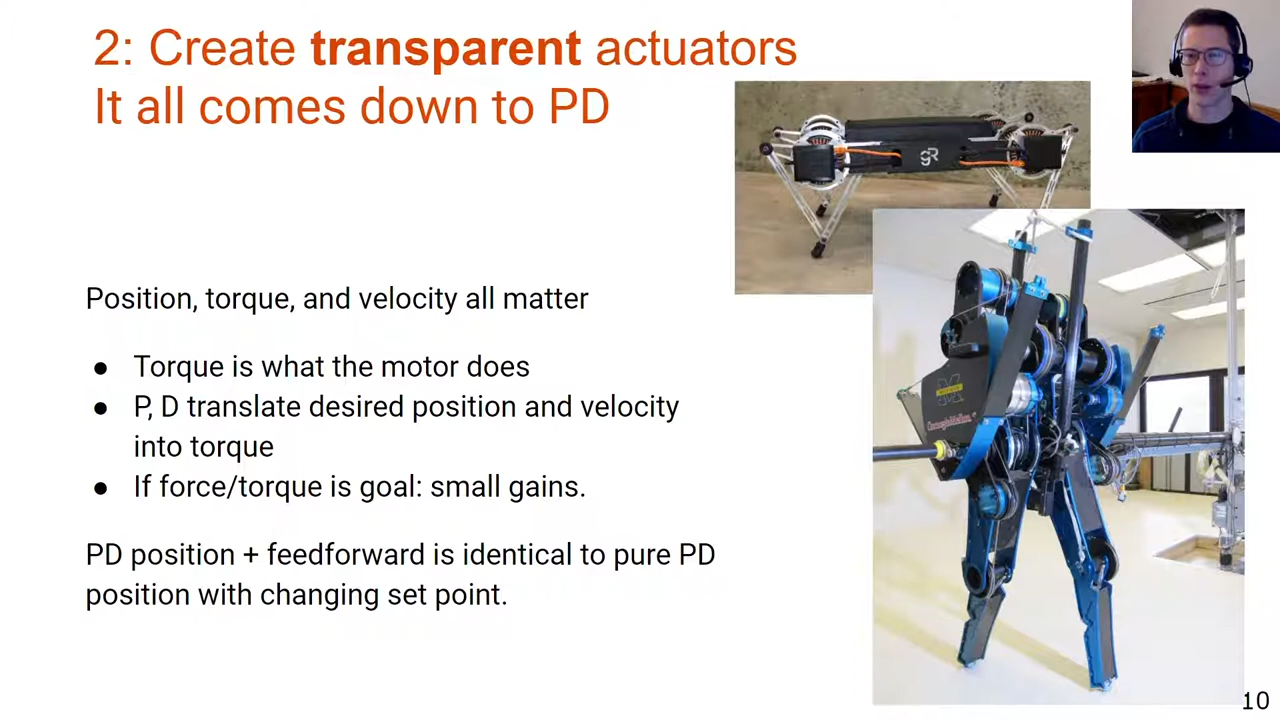 2: Create transparent actuators
It all comes down to PD
gR
Position, torque, and velocity all matter
● Torque is what the motor does
● P, D translate desired position and velocity
into torque
● If force/torque is goal: small gains.
PD position + feedforward is identical to pure PD
position with changing set point.
CarnegieMellon
10